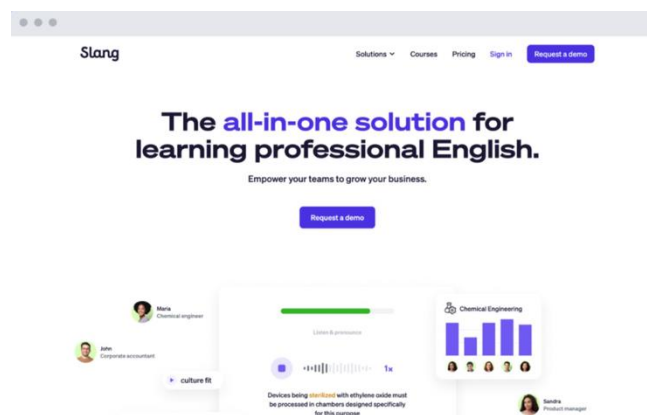 Slang
Solutions Courses Pricing Sign in Request a demo
The all-in-one solution for
learning professional English.
Empower your teams to grow your business.
Request a demo
Maria
Chemical engineer
John
Corporate accountant
culture fit
Listen & pronounce
1x
Devices being sterilized with ethylene oxide must
be processed in chambers designed specifically
for this purpose
Chemical Engineering
Sandra
Product manager